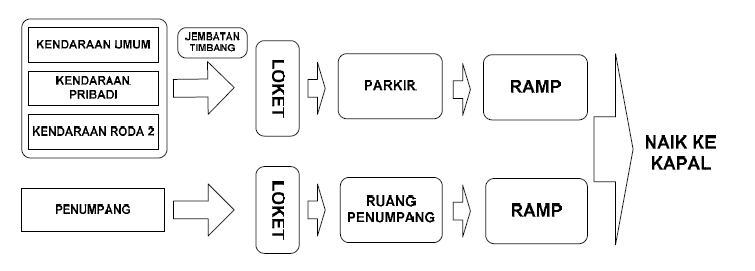 KENDARAAN UMUM
KENDARAAN
PRIBADI
KENDARAAN RODA 2
JEMBATAN
TIMBANG
LOKET
PARKIR
RAMP
NAIK KE
KAPAL
PENUMPANG
LOKET
RUANG
PENUMPANG
RAMP